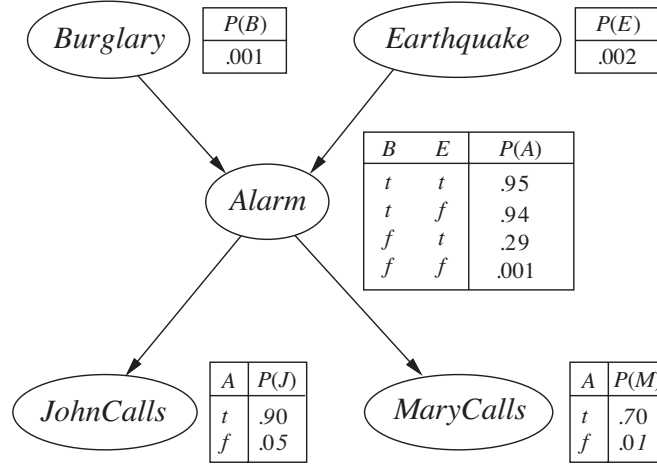 Burglary
P(B)
.001
Earthquake
P(E)
.002
Alarm
B E P(A)
t t .95
t f .94
f t .29
f f .001
JohnCalls
A P(J)
t .90
f .05
MaryCalls
A P(M)
t .70
f .01